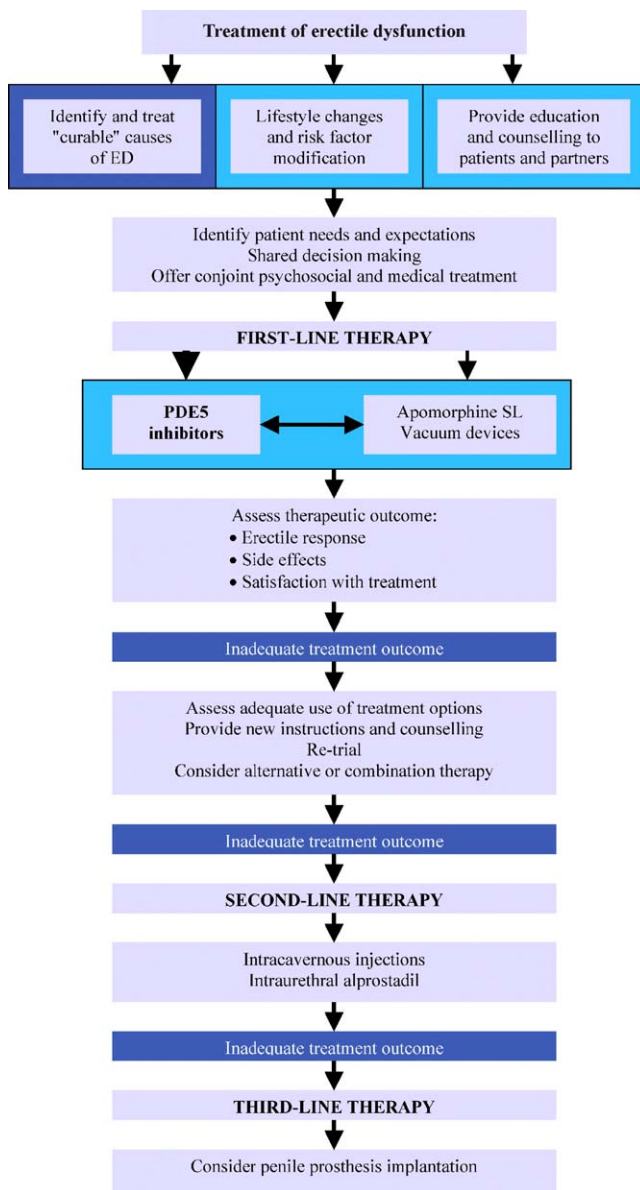 Treatment of erectile dysfunction
Identify and treat
"curable" causes
of ED
Lifestyle changes
and risk factor
modification
Provide education
and counselling to
patients and partners
Identify patient needs and expectations
Shared decision making
Offer conjoint psychosocial and medical treatment
FIRST-LINE THERAPY
PDE5
inhibitors
Apomorphine SL
Vacuum devices
Assess therapeutic outcome:
• Erectile response
• Side effects
• Satisfaction with treatment
Inadequate treatment outcome
Assess adequate use of treatment options
Provide new instructions and counselling
Re-trial
Consider alternative or combination therapy
Inadequate treatment outcome
SECOND-LINE THERAPY
Intracavernous injections
Intraurethral alprostadil
Inadequate treatment outcome
THIRD-LINE THERAPY
Consider penile prosthesis implantation